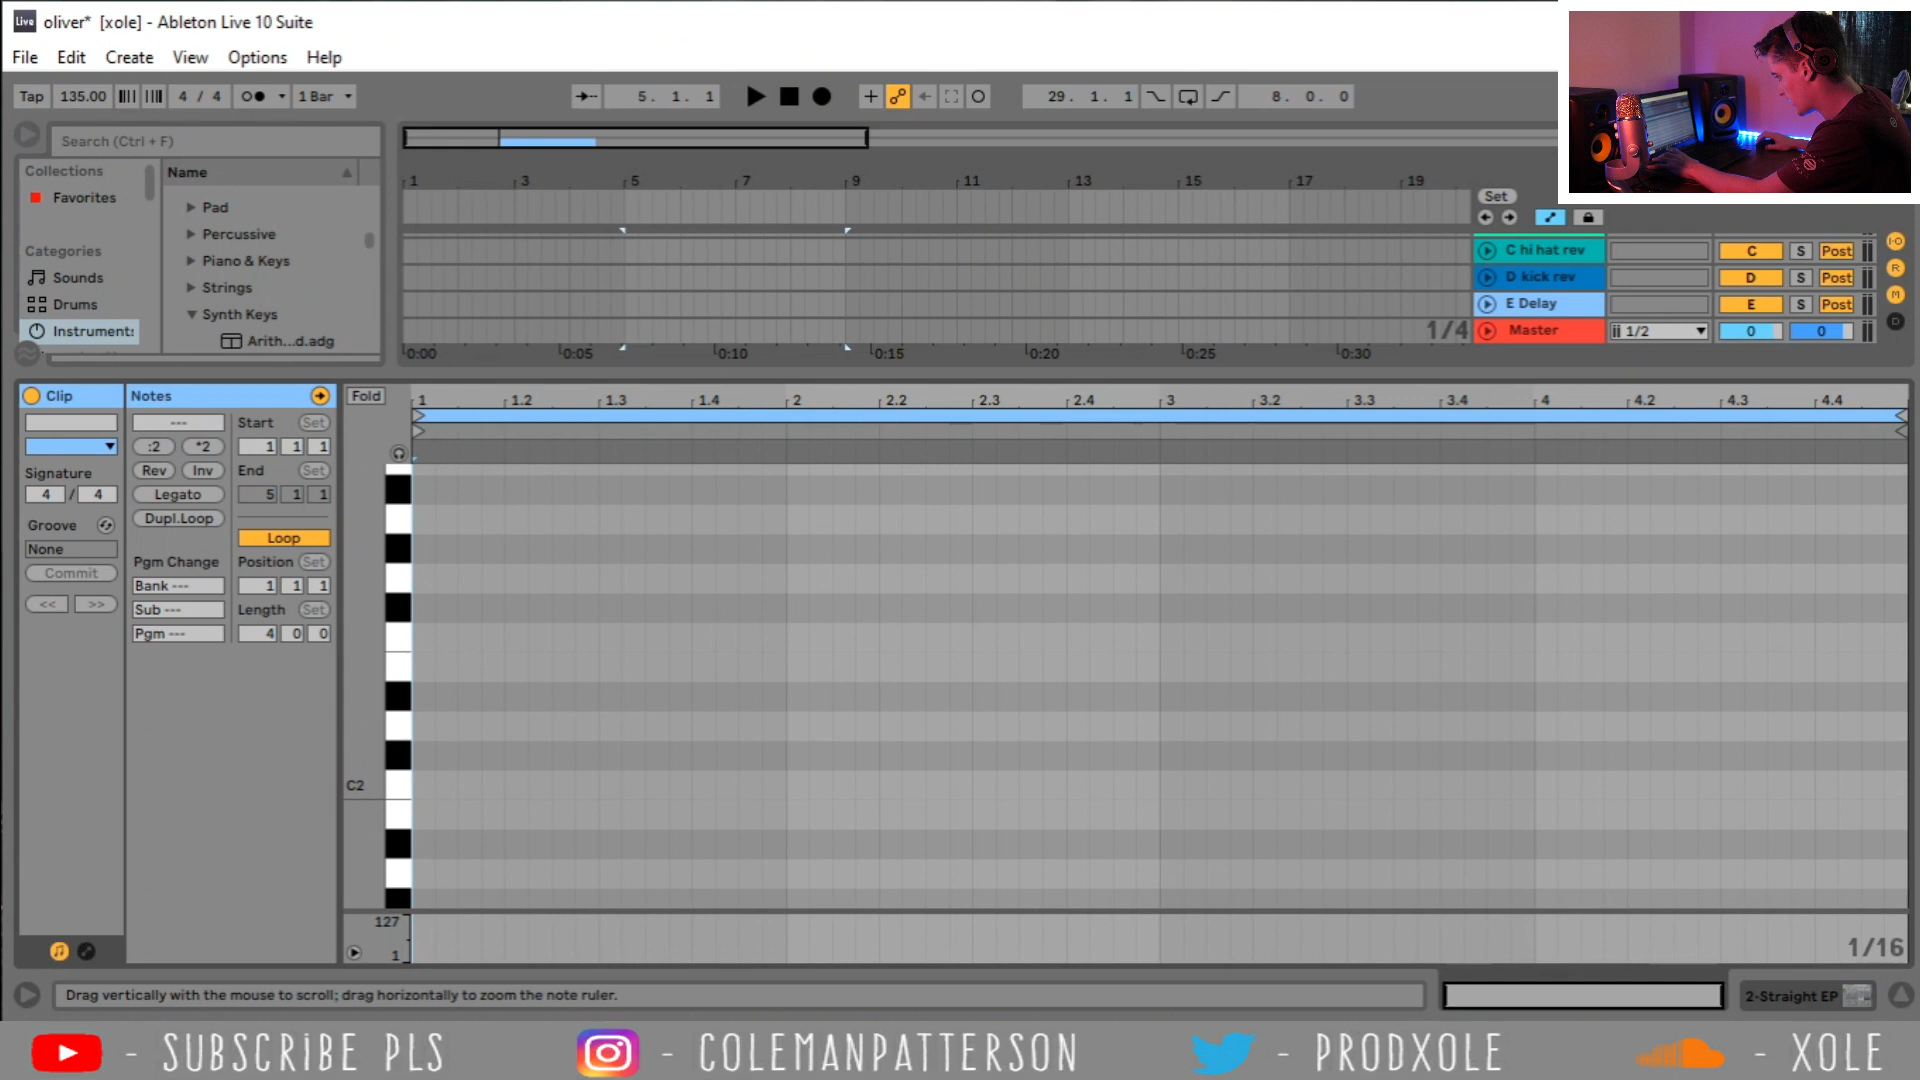 oliver* [xole] - Ableton Live 10 Suite
File Edit Create View Options Help
Tap 135.00 4 / 4 1 Bar 5. 1. 1 29. 1. 1 8. 0. 0
Search (Ctrl + F)
Collections
Favorites
Categories
Sounds
Drums
Instruments
Name
Pad
Percussive
Piano & Keys
Strings
Synth Keys
Arith...d.adg
1 3 5 7 9 11 13 15 17 19
Set
C hi hat rev C S Post
D kick rev D S Post
E Delay E S Post
1/4 Master 1/2 0 0
0:00 0:05 0:10 0:15 0:20 0:25 0:30
IO
R
M
D
Clip
Signature
4 / 4
Groove
None
Commit
<< >>
Notes
---
:2 *2
Rev Inv
Legato
Dupl.Loop
Pgm Change
Bank ---
Sub ---
Pgm ---
Start Set
1 1 1
End Set
5 1 1
Loop
Position Set
1 1 1
Length Set
4 0 0
Fold
1 1.2 1.3 1.4 2 2.2 2.3 2.4 3 3.2 3.3 3.4 4 4.2 4.3 4.4
C2
127
1
1/16
Drag vertically with the mouse to scroll; drag horizontally to zoom the note ruler.
2-Straight EP
- SUBSCRIBE PLS - COLEMANPATTERSON - PRODXOLE - XOLE